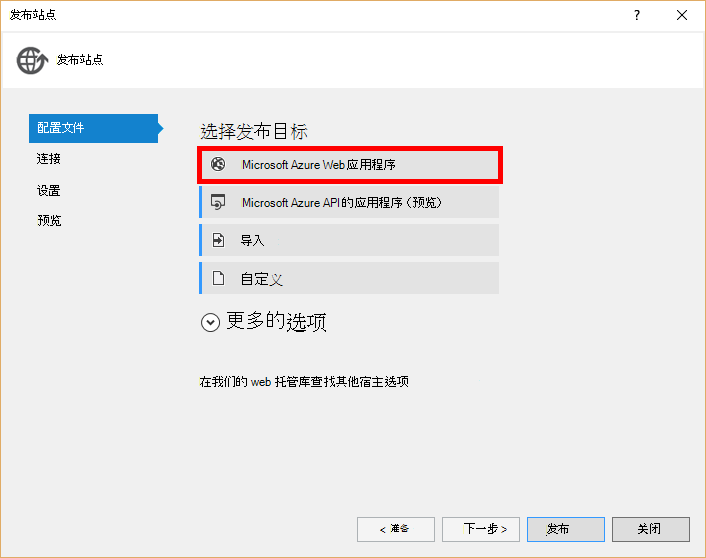 发布站点
?
发布站点
配置文件
连接
设置
预览
选择发布目标
Microsoft Azure Web应用程序
Microsoft Azure API的应用程序（预览）
导入
自定义
更多的选项
在我们的 web 托管库查找其他宿主选项
< 准备
下一步 >
发布
关闭